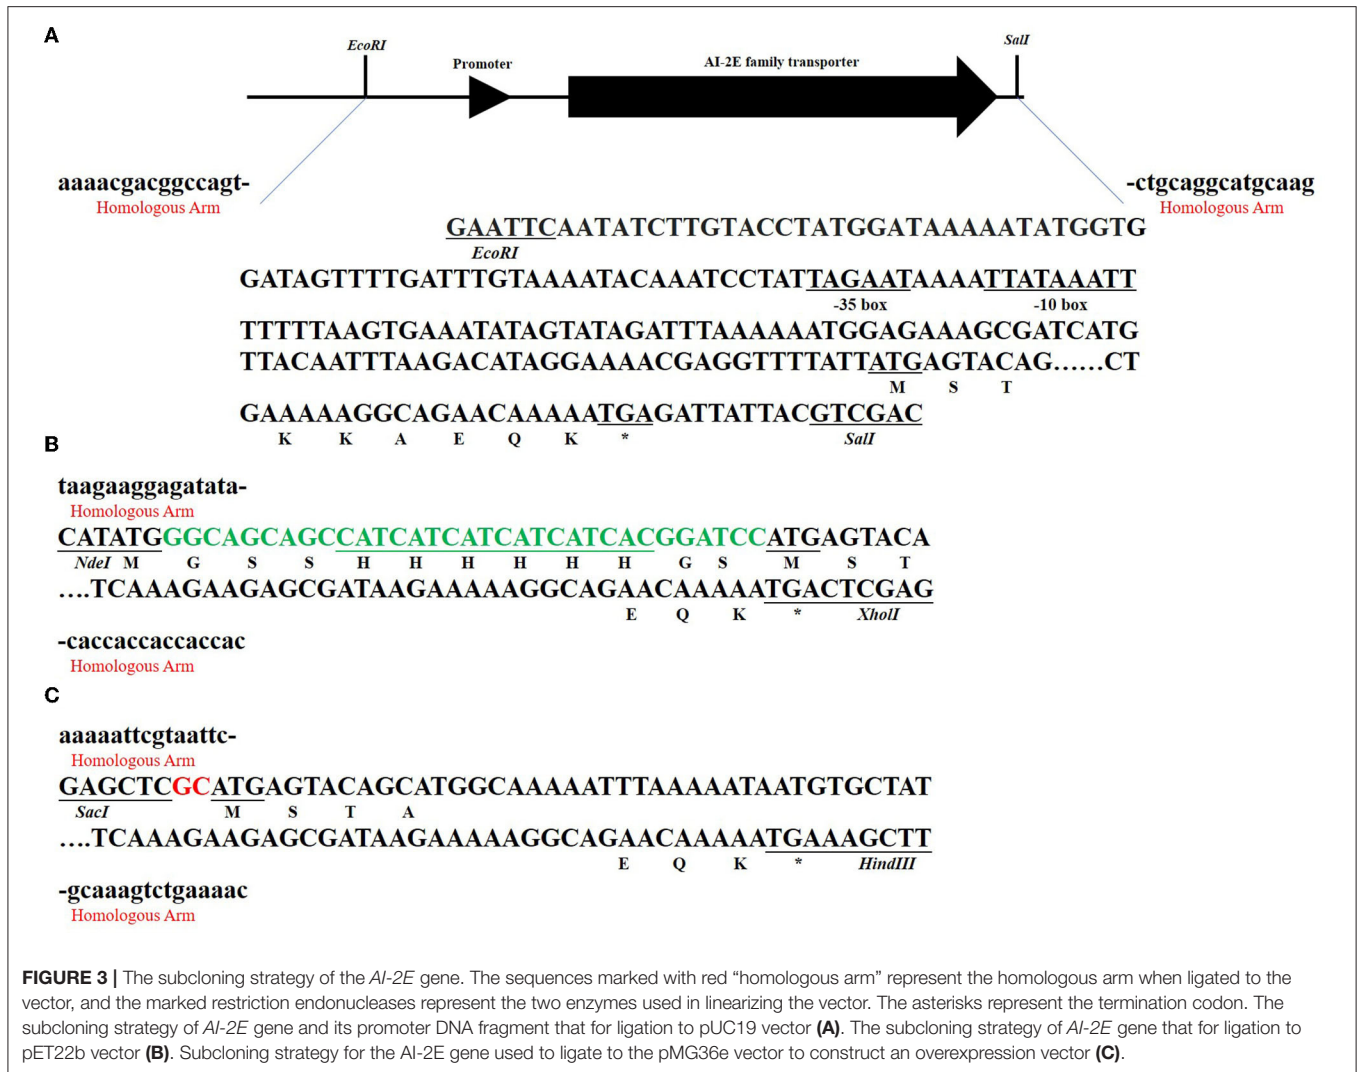 A
EcoRI
Promoter
AI-2E family transporter
SalI
aaaacgacggccagt-
Homologous Arm
-ctgcaggcatgcaag
Homologous Arm
GAATTCAATATCTTGTACCTATGGATAAAAATATGGTG
EcoRI
GATAGTTTTGATTTGTAAAATACAAATCCTATTAGAATAAAATTATAAATT
-35 box -10 box
TTTTTAAGTGAAATATAGTATAGATTTAAAAAATGGAGAAAGCGATCATG
TTACAATTTAAGACATAGGAAAACGAGGTTTTATTATGAGTACAG......CT
M S T
GAAAAAGGCAGAACAAAAATGAGATTATTACGTCGAC
K K A E Q K * SalI
B
taagaaggagatata-
Homologous Arm
CATATGGGCAGCAGCCATCATCATCATCATCACGGATCCATGAGTACA
NdeI M G S S H H H H H H G S M S T
....TCAAAGAAGAGCGATAAGAAAAAGGCAGAACAAAAATGACTCGAG
E Q K * XholI
-caccaccaccaccac
Homologous Arm
C
aaaaattcgtaattc-
Homologous Arm
GAGCTCGCATGAGTACAGCATGGCAAAAATTTAAAAATAATGTGCTAT
SacI M S T A
....TCAAAGAAGAGCGATAAGAAAAAGGCAGAACAAAAATGAAAGCTT
E Q K * HindIII
-gcaaagtctgaaaac
Homologous Arm
FIGURE 3 | The subcloning strategy of the AI-2E gene. The sequences marked with red “homologous arm” represent the homologous arm when ligated to the
vector, and the marked restriction endonucleases represent the two enzymes used in linearizing the vector. The asterisks represent the termination codon. The
subcloning strategy of AI-2E gene and its promoter DNA fragment that for ligation to pUC19 vector (A). The subcloning strategy of AI-2E gene that for ligation to
pET22b vector (B). Subcloning strategy for the AI-2E gene used to ligate to the pMG36e vector to construct an overexpression vector (C).